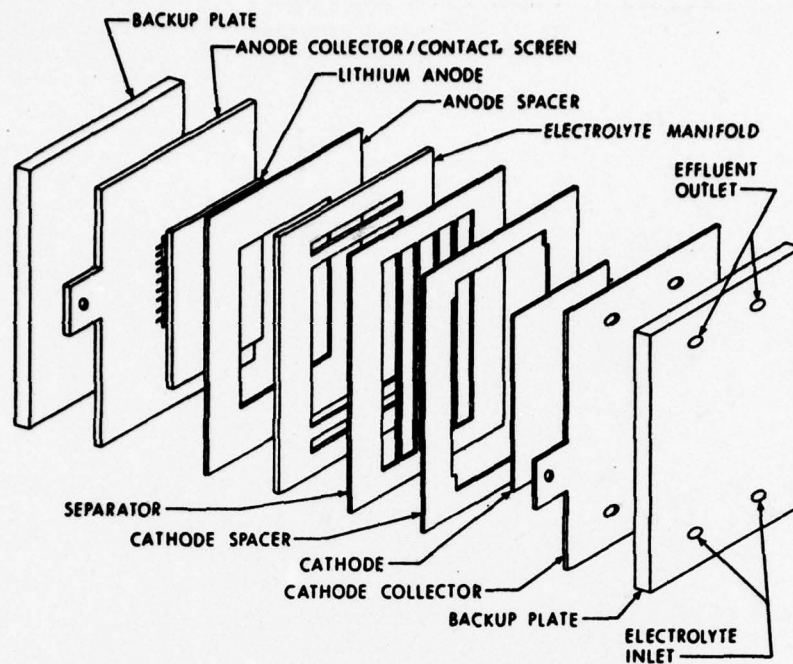 BACKUP PLATE
ANODE COLLECTOR/CONTACT. SCREEN
LITHIUM ANODE
ANODE SPACER
ELECTROLYTE MANIFOLD
EFFLUENT
OUTLET
SEPARATOR
CATHODE SPACER
CATHODE
CATHODE COLLECTOR
BACKUP PLATE
ELECTROLYTE
INLET